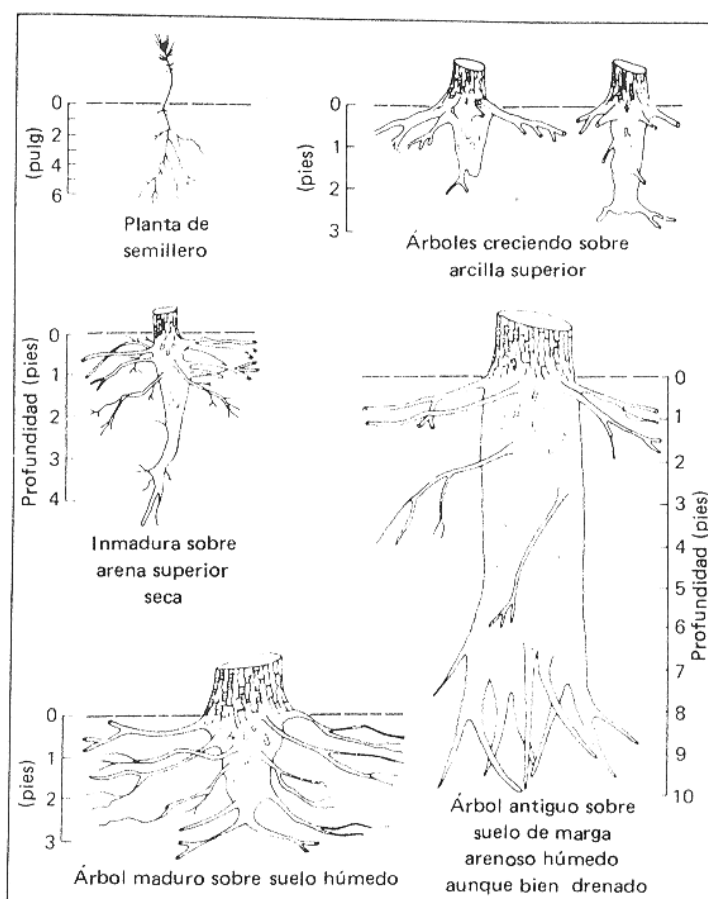 (pulg)
0
2
4
6
Planta de
semillero
(pies)
0
1
2
3
Árboles creciendo sobre
arcilla superior
Profundidad (pies)
0
1
2
3
4
Inmadura sobre
arena superior
seca
Profundidad (pies)
0
1
2
3
4
5
6
7
8
9
10
Árbol antiguo sobre
suelo de marga
arenoso húmedo
aunque bien drenado
(pies)
0
1
2
3
Árbol maduro sobre suelo húmedo